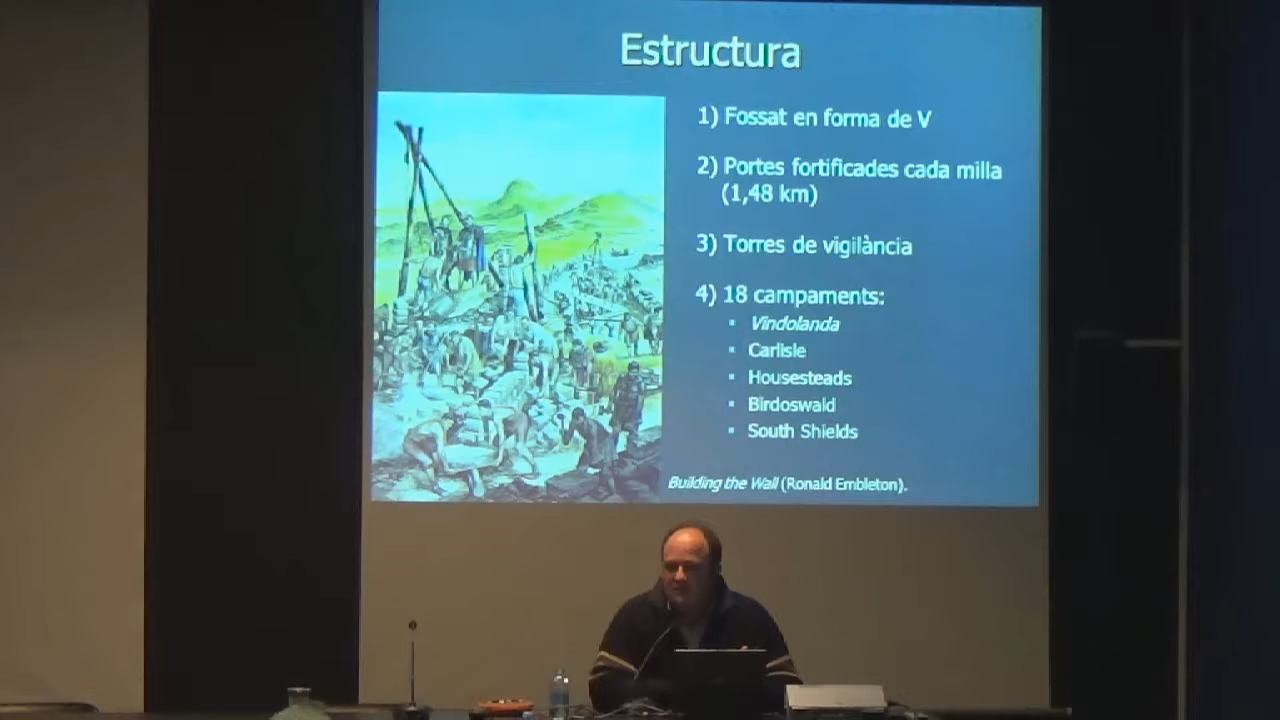 Estructura
1) Fossat en forma de V
2) Portes fortificades cada milla
(1,48 km)
3) Torres de vigilància
4) 18 campaments:
▪ Vindolanda
▪ Carlisle
▪ Housesteads
▪ Birdoswald
▪ South Shields
Building the Wall (Ronald Embleton).